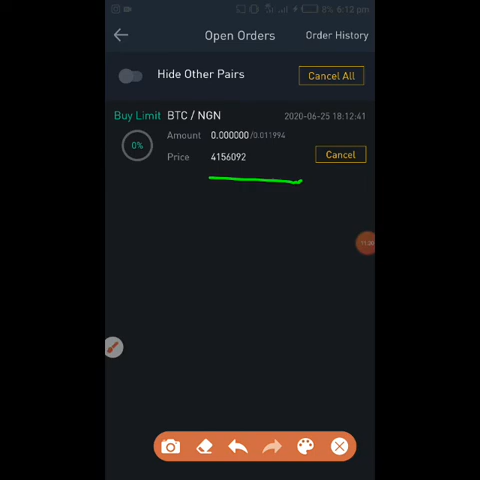 8% 6:12 pm
Open Orders Order History
Hide Other Pairs Cancel All
Buy Limit BTC / NGN 2020-06-25 18:12:41
0% Amount 0.000000/0.011994
Price 4156092 Cancel